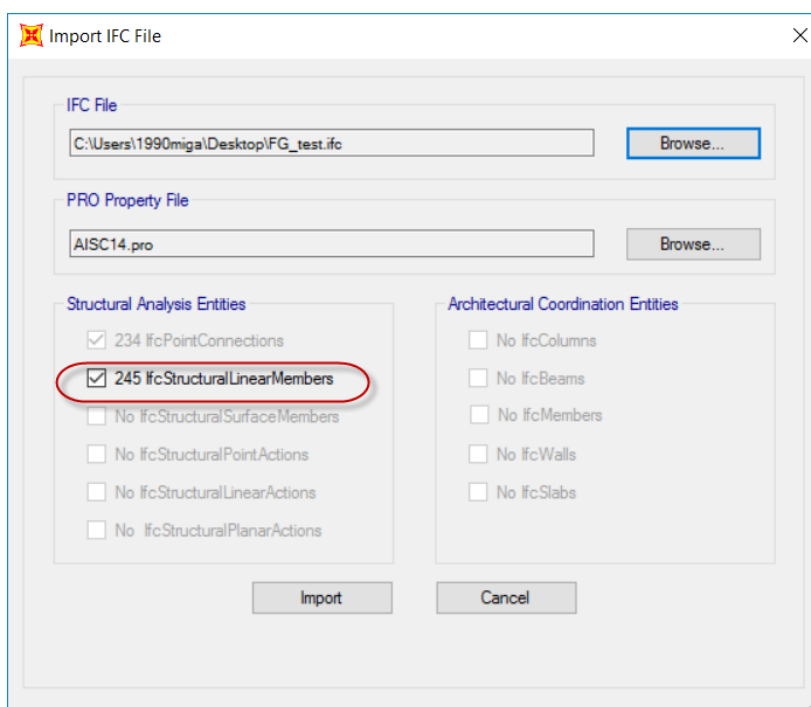 Import IFC File
IFC File
C:\Users\1990miga\Desktop\FG_test.ifc
Browse...
PRO Property File
AISC14.pro
Browse...
Structural Analysis Entities
234 IfcPointConnections
245 IfcStructuralLinearMembers
No IfcStructuralSurfaceMembers
No IfcStructuralPointActions
No IfcStructuralLinearActions
No IfcStructuralPlanarActions
Architectural Coordination Entities
No IfcColumns
No IfcBeams
No IfcMembers
No IfcWalls
No IfcSlabs
Import
Cancel